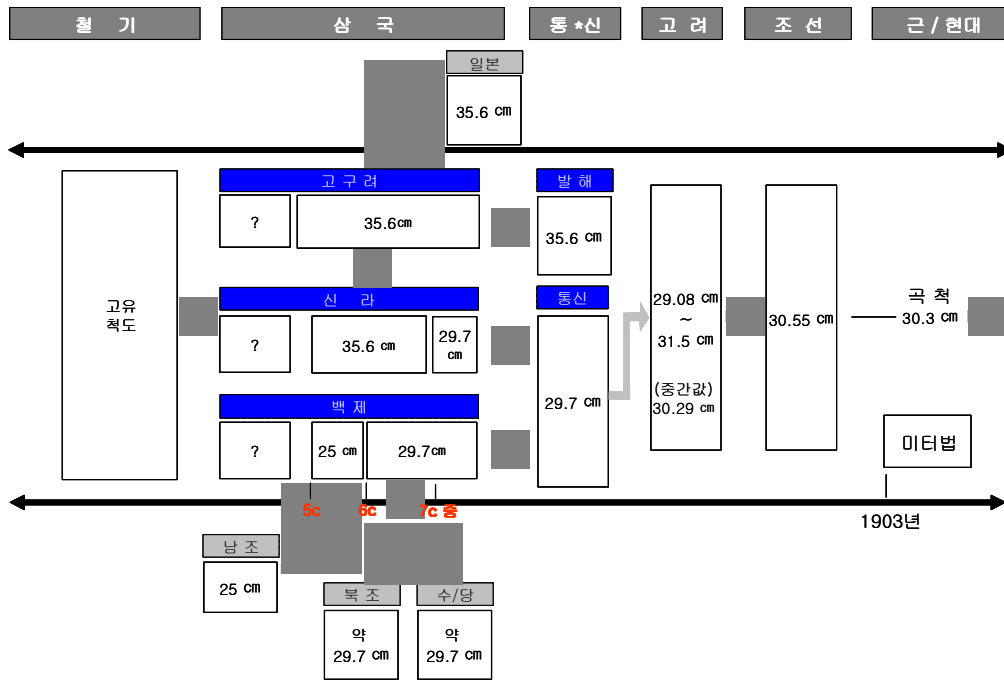 철 기
삼 국
통 *신
고 려
조 선
근 / 현대
일본
35.6 cm
고 구 려
?
35.6cm
발 해
35.6 cm
고유
척도
신 라
?
35.6 cm
29.7
cm
통신
29.7 cm
29.08 cm
~
31.5 cm
(중간값)
30.29 cm
30.55 cm
곡 척
30.3 cm
백 제
?
25 cm
29.7cm
미터법
5c
6c
7c 중
1903년
남 조
25 cm
북 조
약
29.7 cm
수/당
약
29.7 cm